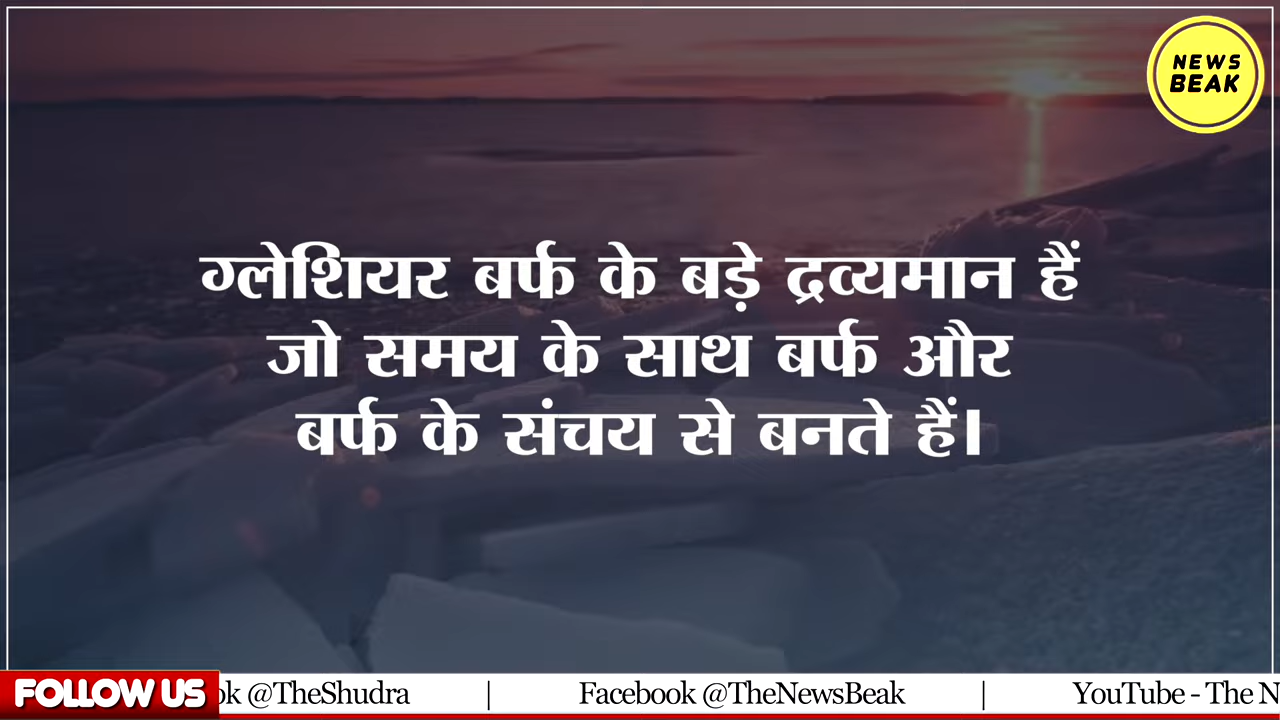 NEWS
BEAK
ग्लेशियर बर्फ के बड़े द्रव्यमान हैं
जो समय के साथ बर्फ और
बर्फ के संचय से बनते हैं।
FOLLOW US ok @TheShudra | Facebook @TheNewsBeak | YouTube - The N